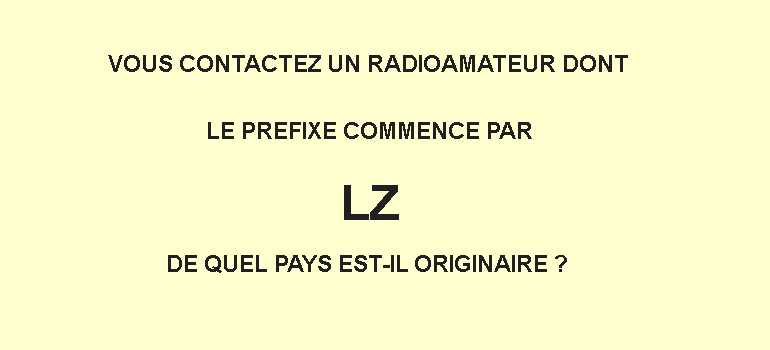 VOUS CONTACTEZ UN RADIOAMATEUR DONT
LE PREFIXE COMMENCE PAR
LZ
DE QUEL PAYS EST-IL ORIGINAIRE ?